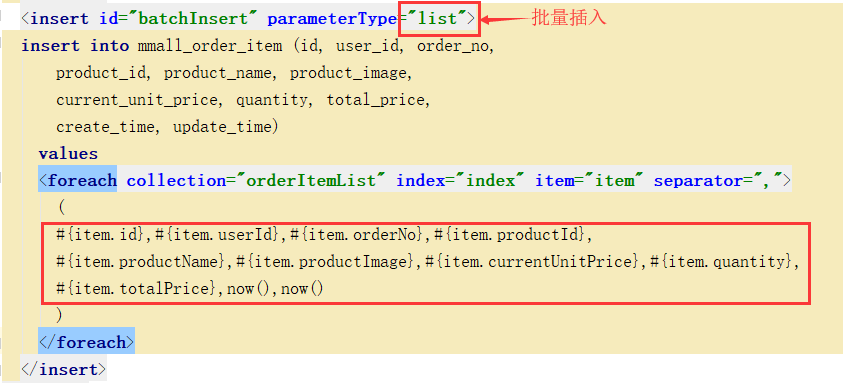 <insert id="batchInsert" parameterType="list"> 批量插入
insert into mmall_order_item (id, user_id, order_no,
product_id, product_name, product_image,
current_unit_price, quantity, total_price,
create_time, update_time)
values
<foreach collection="orderItemList" index="index" item="item" separator=",">
(
#{item.id},#{item.userId},#{item.orderNo},#{item.productId},
#{item.productName},#{item.productImage},#{item.currentUnitPrice},#{item.quantity},
#{item.totalPrice},now(),now()
)
</foreach>
</insert>